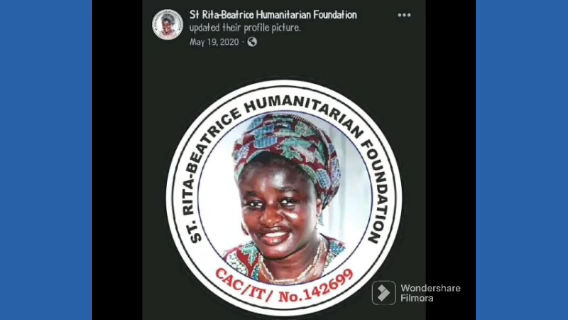 St Rita-Beatrice Humanitarian Foundation
updated their profile picture.
May 19, 2020 ·
ST. RITA-BEATRICE HUMANITARIAN FOUNDATION
CAC/IT/ No.142699
Wondershare
Filmora